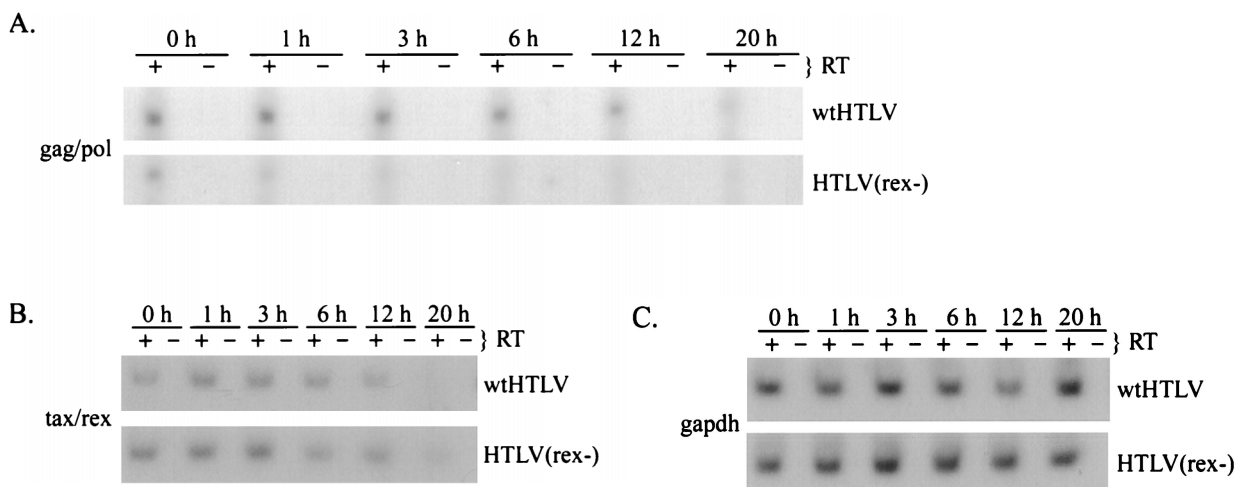 A.
0 h 1 h 3 h 6 h 12 h 20 h
+ − + − + − + − + − + − } RT
wtHTLV
gag/pol
HTLV(rex-)
B.
0 h 1 h 3 h 6 h 12 h 20 h
+ − + − + − + − + − + − } RT
wtHTLV
tax/rex
HTLV(rex-)
C.
0 h 1 h 3 h 6 h 12 h 20 h
+ − + − + − + − + − + − } RT
wtHTLV
gapdh
HTLV(rex-)